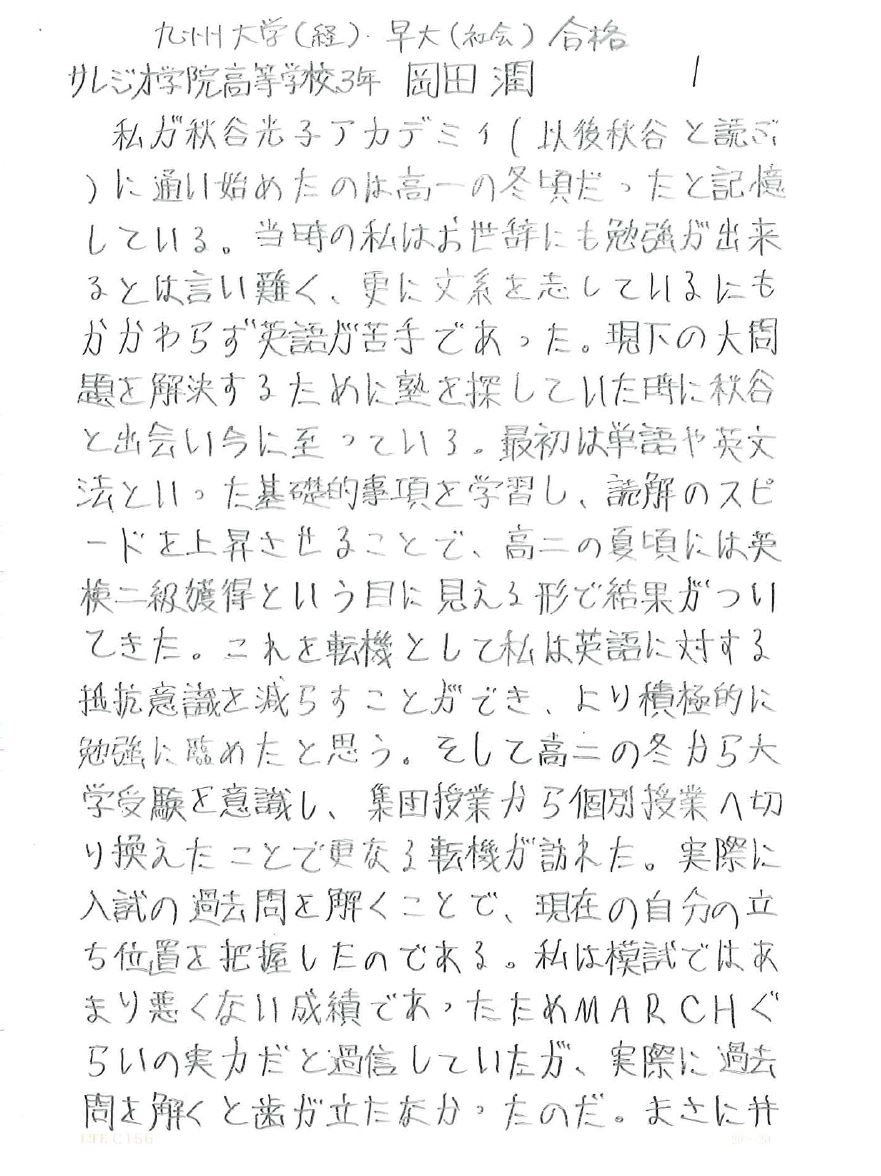 九州大学(経)・早大(社会)合格
サレジオ学院高等学校3年 岡田潤 1
私が秋谷光子アカデミィ(以後秋谷と読ぶ
)に通い始めたのは高一の冬頃だったと記憶
している。当時の私はお世辞にも勉強が出来
るとは言い難く、更に文系を志しているにも
かかわらず英語が苦手であった。現下の大問
題を解決するために塾を探していた時に秋谷
と出会い今に至っている。最初は単語や英文
法といった基礎的事項を学習し、読解のスピ
ードを上昇させることで、高二の夏頃には英
検二級獲得という目に見える形で結果がつい
てきた。これを転機として私は英語に対する
抵抗意識を減らすことができ、より積極的に
勉強に臨めたと思う。そして高二の冬から大
学受験を意識し、集団授業から個別授業へ切
り換えたことで更なる転機が訪れた。実際に
入試の過去問を解くことで、現在の自分の立
ち位置を把握したのである。私は模試ではあ
まり悪くない成績であったためMARCHぐ
らいの実力だと過信していたが、実際に過去
問を解くと歯が立たなかったのだ。まさに井